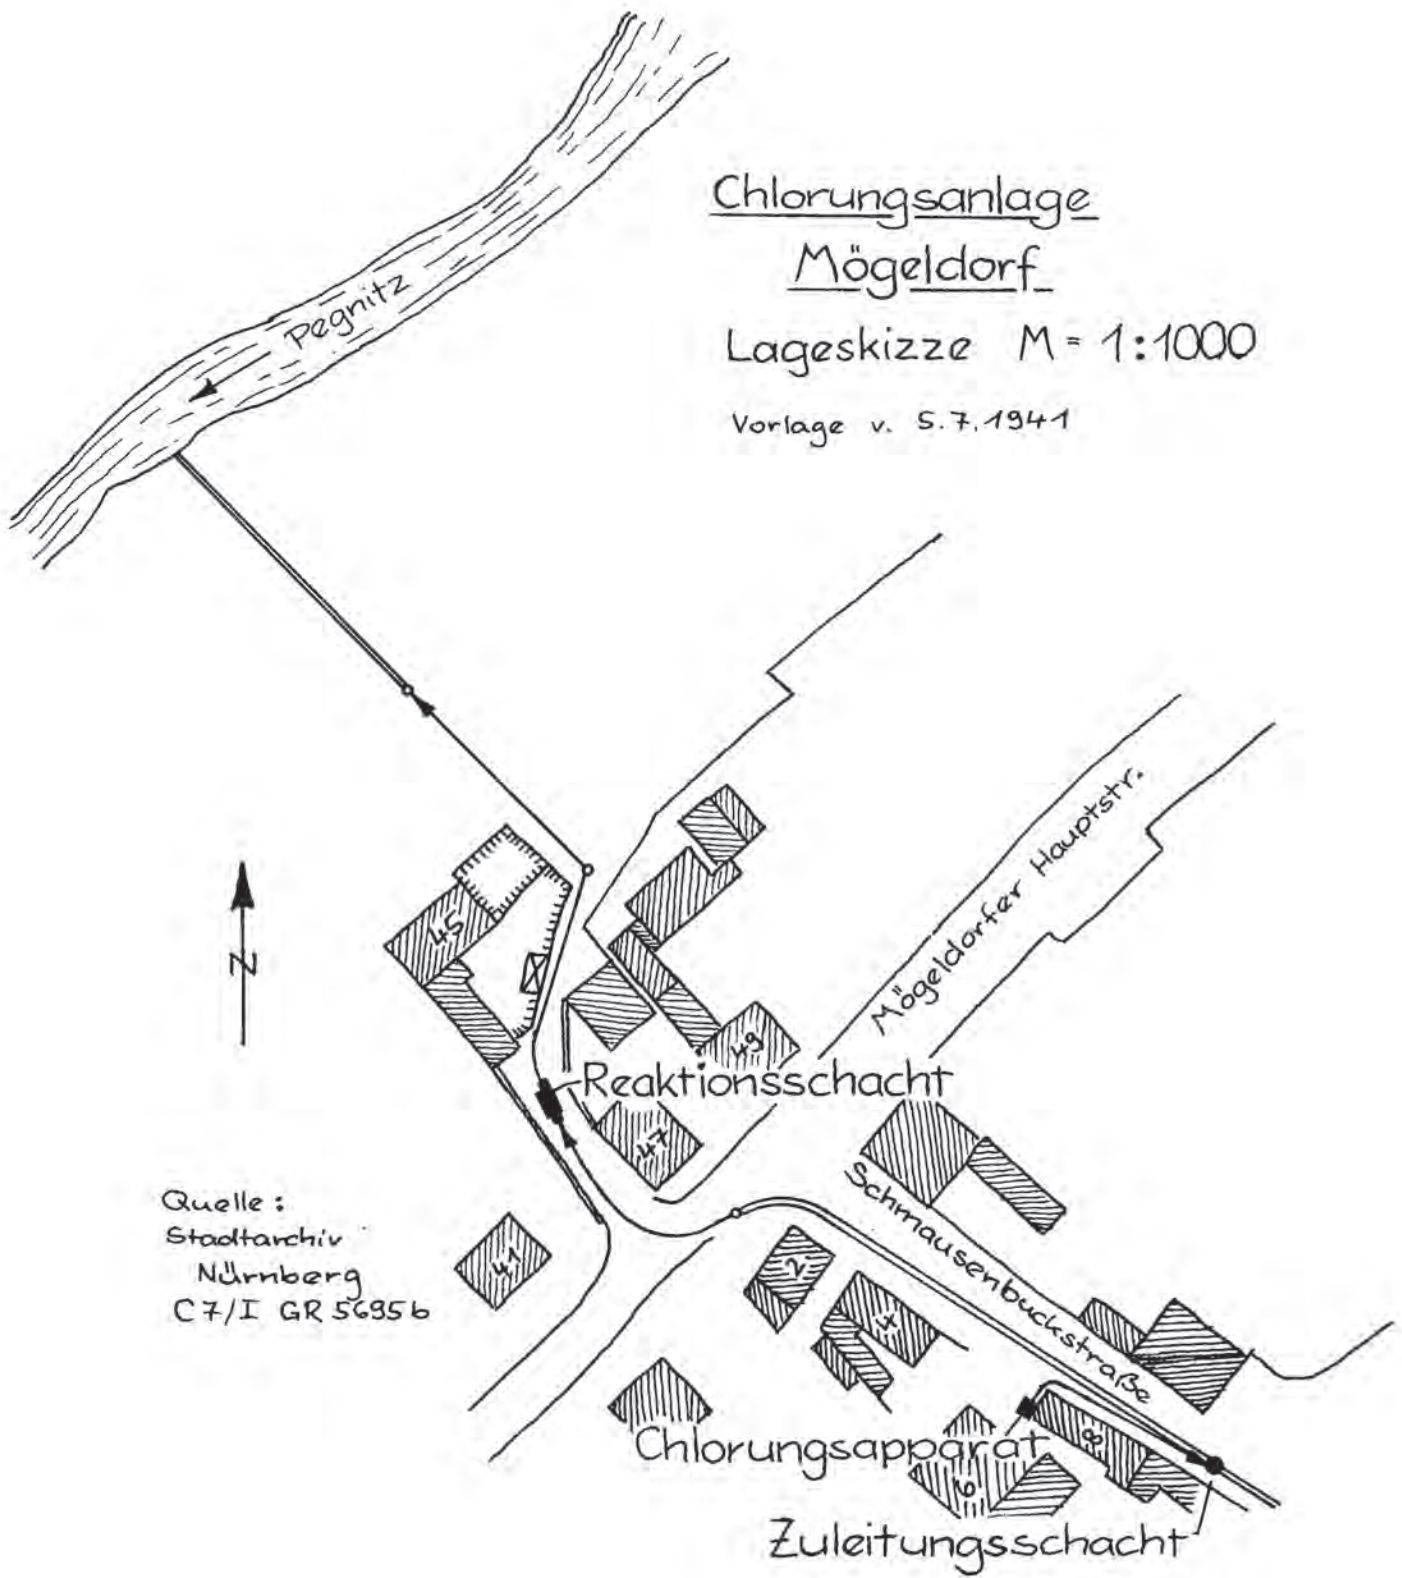 Chlorungsanlage
Mögeldorf
Lageskizze M = 1:1000
Vorlage v. 5.7.1941
Pegnitz
Mögeldorfer Hauptstr.
45
N
49
Reaktionsschacht
47
Schmausenbuckstraße
Quelle:
Stadtarchiv
Nürnberg
C7/I GR 5695b
41
2
4
8
Chlorungsapparat
6
Zuleitungsschacht